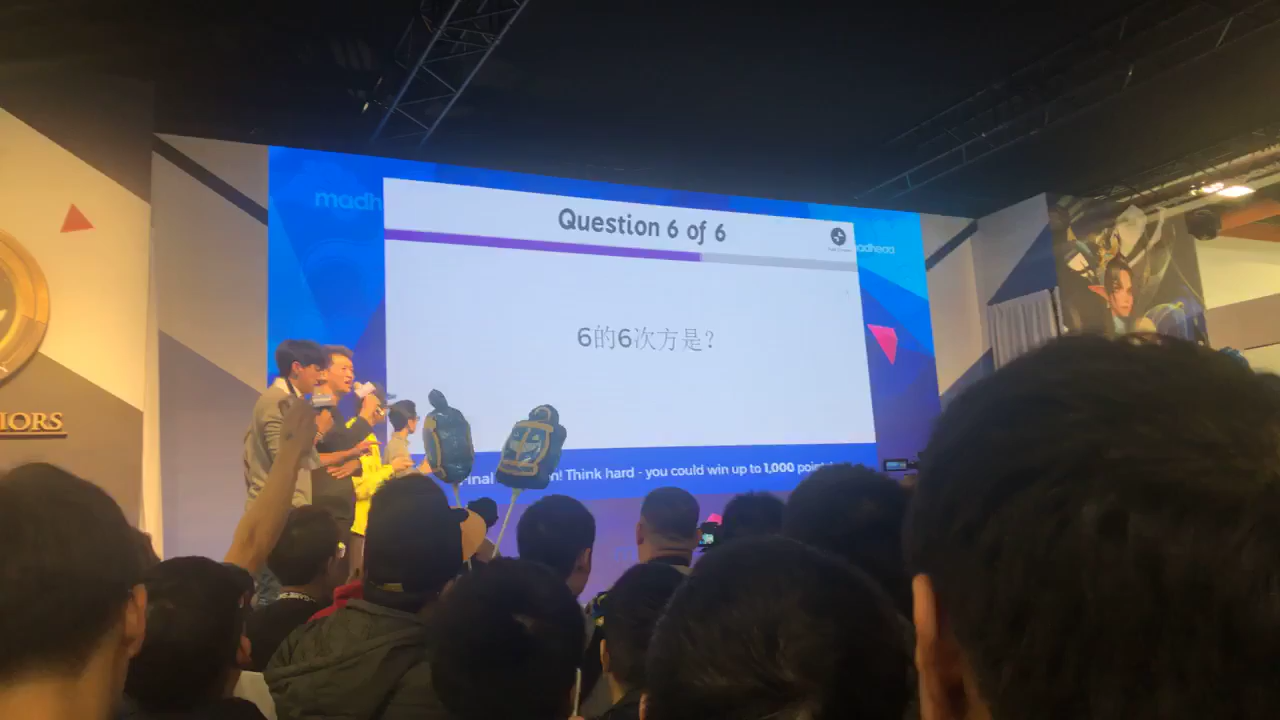 madh
Question 6 of 6
adhead
6的6次方是?
Think hard - you could win up to 1,000
IORS